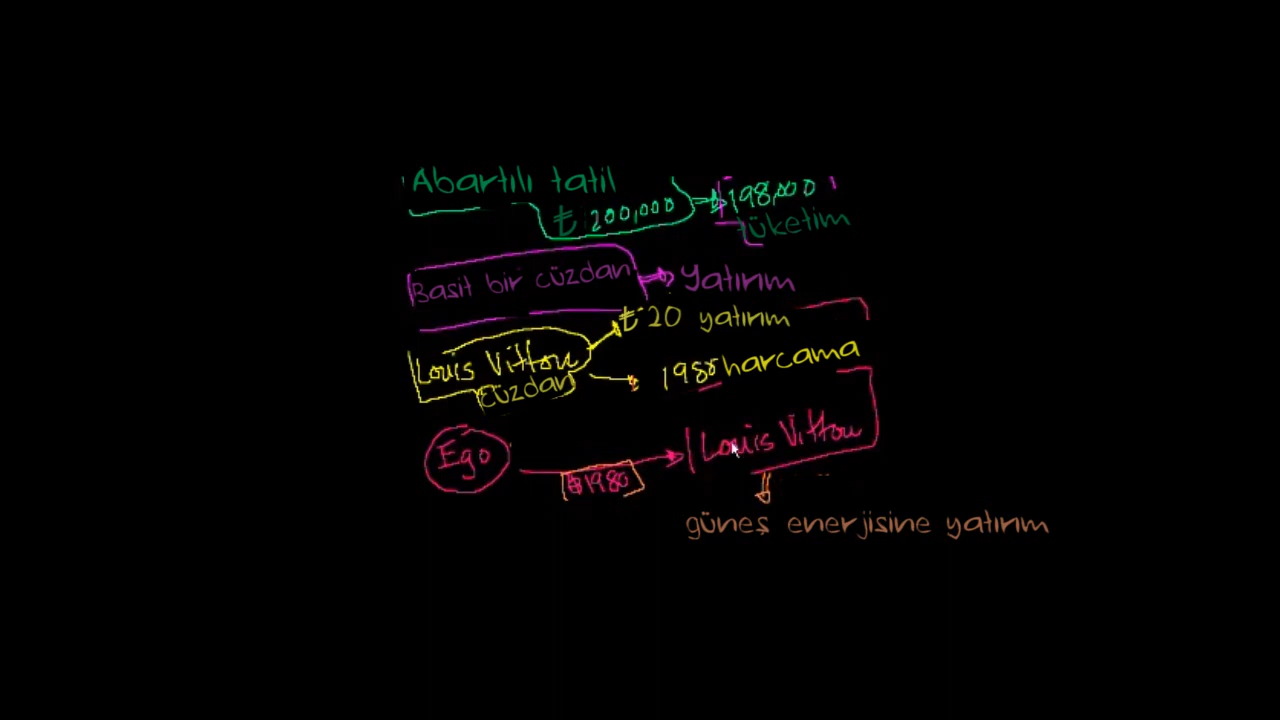 Abartılı tatil
₺ 200,000 198,000
tüketim
Basit bir cüzdan yatırım
₺ 20 yatırım
Louis Vitton 1980 harcama
cüzdan
Ego Louis Vitton
₺1980
güneş enerjisine yatırım